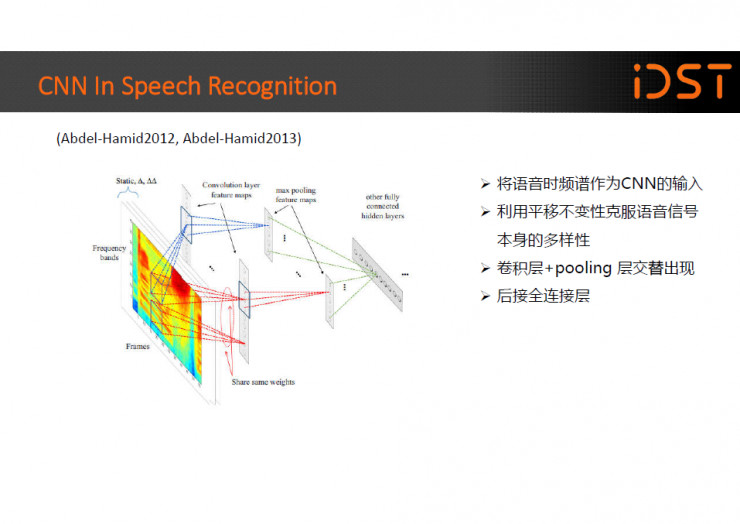 CNN In Speech Recognition
iDST
(Abdel-Hamid2012, Abdel-Hamid2013)
Static, Δ, ΔΔ
Convolution layer
feature maps
max pooling
feature maps
other fully
connected
hidden layers
Frequency
bands
Frames
Share same weights
➢ 将语音时频谱作为CNN的输入
➢ 利用平移不变性克服语音信号
本身的多样性
➢ 卷积层+pooling 层交替出现
➢ 后接全连接层